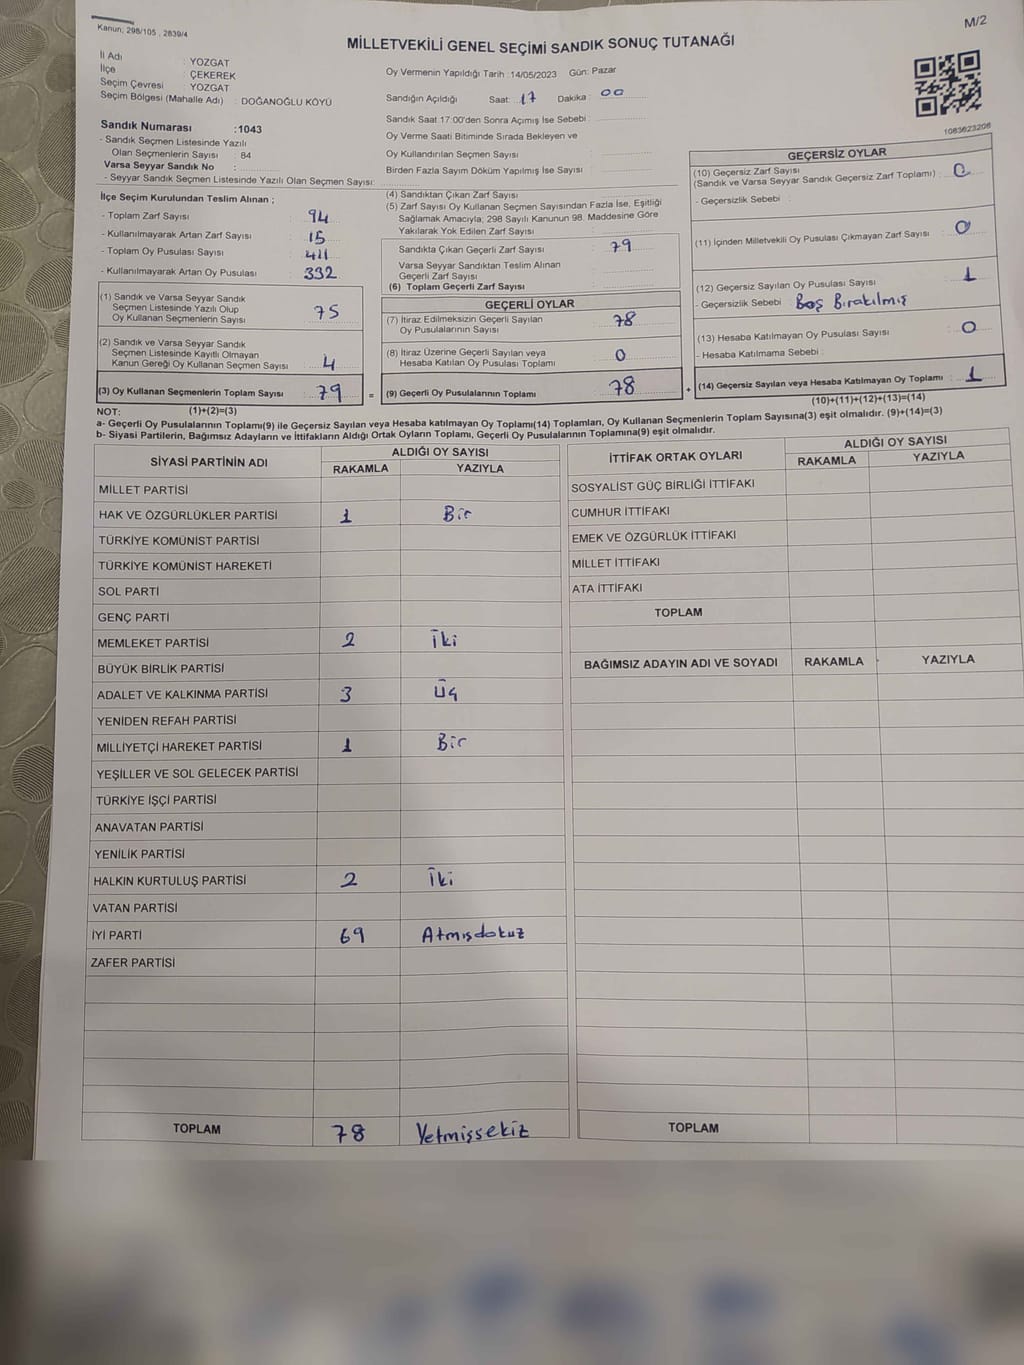 Kanun; 298/105 , 2839/4
M/2
MİLLETVEKİLİ GENEL SEÇİMİ SANDIK SONUÇ TUTANAĞI
İl Adı : YOZGAT
İlçe : ÇEKEREK
Seçim Çevresi : YOZGAT
Seçim Bölgesi (Mahalle Adı) : DOĞANOĞLU KÖYÜ
Sandık Numarası :1043
- Sandık Seçmen Listesinde Yazılı
Olan Seçmenlerin Sayısı : 84
Varsa Seyyar Sandık No :
- Seyyar Sandık Seçmen Listesinde Yazılı Olan Seçmen Sayısı:
Oy Vermenin Yapıldığı Tarih :14/05/2023 Gün: Pazar
Sandığın Açıldığı Saat: 17 Dakika : 00
Sandık Saat 17:00'den Sonra Açımış İse Sebebi :
Oy Verme Saati Bitiminde Sırada Bekleyen ve
Oy Kullandırılan Seçmen Sayısı :
Birden Fazla Sayım Döküm Yapılmış İse Sayısı :
1083623206
İlçe Seçim Kurulundan Teslim Alınan ;
- Toplam Zarf Sayısı : 94
- Kullanılmayarak Artan Zarf Sayısı : 15
- Toplam Oy Pusulası Sayısı : 411
- Kullanılmayarak Artan Oy Pusulası : 332
(1) Sandık ve Varsa Seyyar Sandık
Seçmen Listesinde Yazılı Olup
Oy Kullanan Seçmenlerin Sayısı : 75
(2) Sandık ve Varsa Seyyar Sandık
Seçmen Listesinde Kayıtlı Olmayan
Kanun Gereği Oy Kullanan Seçmen Sayısı : 4
(3) Oy Kullanan Seçmenlerin Toplam Sayısı : 79
(4) Sandıktan Çıkan Zarf Sayısı :
(5) Zarf Sayısı Oy Kullanan Seçmen Sayısından Fazla İse, Eşitliği
Sağlamak Amacıyla; 298 Sayılı Kanunun 98. Maddesine Göre
Yakılarak Yok Edilen Zarf Sayısı :
Sandıkta Çıkan Geçerli Zarf Sayısı : 79
Varsa Seyyar Sandıktan Teslim Alınan
Geçerli Zarf Sayısı :
(6) Toplam Geçerli Zarf Sayısı :
GEÇERLİ OYLAR
(7) İtiraz Edilmeksizin Geçerli Sayılan
Oy Pusulalarının Sayısı : 78
(8) İtiraz Üzerine Geçerli Sayılan veya
Hesaba Katılan Oy Pusulası Toplamı : 0
= (9) Geçerli Oy Pusulalarının Toplamı : 78
GEÇERSİZ OYLAR
(10) Geçersiz Zarf Sayısı
(Sandık ve Varsa Seyyar Sandık Geçersiz Zarf Toplamı) : 0
- Geçersizlik Sebebi :
(11) İçinden Milletvekili Oy Pusulası Çıkmayan Zarf Sayısı : 0
(12) Geçersiz Sayılan Oy Pusulası Sayısı : 1
- Geçersizlik Sebebi : Boş Bırakılmış
(13) Hesaba Katılmayan Oy Pusulası Sayısı : 0
- Hesaba Katılmama Sebebi :
+ (14) Geçersiz Sayılan veya Hesaba Katılmayan Oy Toplamı : 1
NOT: (1)+(2)=(3)
(10)+(11)+(12)+(13)=(14)
a- Geçerli Oy Pusulalarının Toplamı(9) ile Geçersiz Sayılan veya Hesaba katılmayan Oy Toplamı(14) Toplamları, Oy Kullanan Seçmenlerin Toplam Sayısına(3) eşit olmalıdır. (9)+(14)=(3)
b- Siyasi Partilerin, Bağımsız Adayların ve İttifakların Aldığı Ortak Oyların Toplamı, Geçerli Oy Pusulalarının Toplamına(9) eşit olmalıdır.
SİYASİ PARTİNİN ADI ALDIĞI OY SAYISI
RAKAMLA YAZIYLA
MİLLET PARTİSİ
HAK VE ÖZGÜRLÜKLER PARTİSİ 1 Bir
TÜRKİYE KOMÜNİST PARTİSİ
TÜRKİYE KOMÜNİST HAREKETİ
SOL PARTİ
GENÇ PARTİ
MEMLEKET PARTİSİ 2 İki
BÜYÜK BİRLİK PARTİSİ
ADALET VE KALKINMA PARTİSİ 3 Üç
YENİDEN REFAH PARTİSİ
MİLLİYETÇİ HAREKET PARTİSİ 1 Bir
YEŞİLLER VE SOL GELECEK PARTİSİ
TÜRKİYE İŞÇİ PARTİSİ
ANAVATAN PARTİSİ
YENİLİK PARTİSİ
HALKIN KURTULUŞ PARTİSİ 2 İki
VATAN PARTİSİ
İYİ PARTİ 69 Atmışdokuz
ZAFER PARTİSİ
TOPLAM 78 Yetmişsekiz
İTTİFAK ORTAK OYLARI ALDIĞI OY SAYISI
RAKAMLA YAZIYLA
SOSYALİST GÜÇ BİRLİĞİ İTTİFAKI
CUMHUR İTTİFAKI
EMEK VE ÖZGÜRLÜK İTTİFAKI
MİLLET İTTİFAKI
ATA İTTİFAKI
TOPLAM
BAĞIMSIZ ADAYIN ADI VE SOYADI RAKAMLA YAZIYLA
TOPLAM